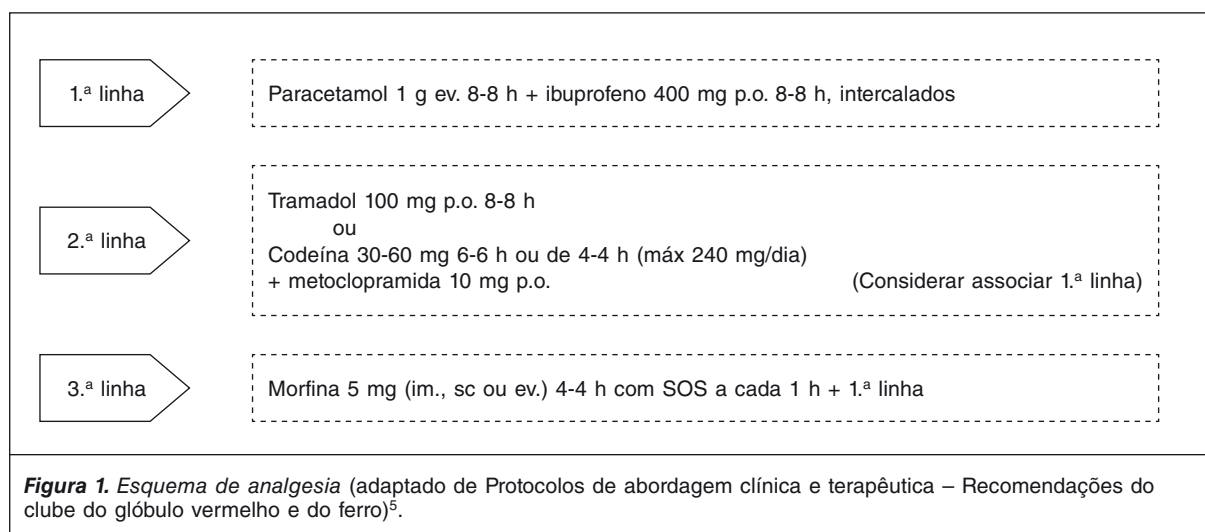 1.ª linha
Paracetamol 1 g ev. 8-8 h + ibuprofeno 400 mg p.o. 8-8 h, intercalados
2.ª linha
Tramadol 100 mg p.o. 8-8 h
ou
Codeína 30-60 mg 6-6 h ou de 4-4 h (máx 240 mg/dia)
+ metoclopramida 10 mg p.o. (Considerar associar 1.ª linha)
3.ª linha
Morfina 5 mg (im., sc ou ev.) 4-4 h com SOS a cada 1 h + 1.ª linha
Figura 1. Esquema de analgesia (adaptado de Protocolos de abordagem clínica e terapêutica – Recomendações do
clube do glóbulo vermelho e do ferro)⁵.